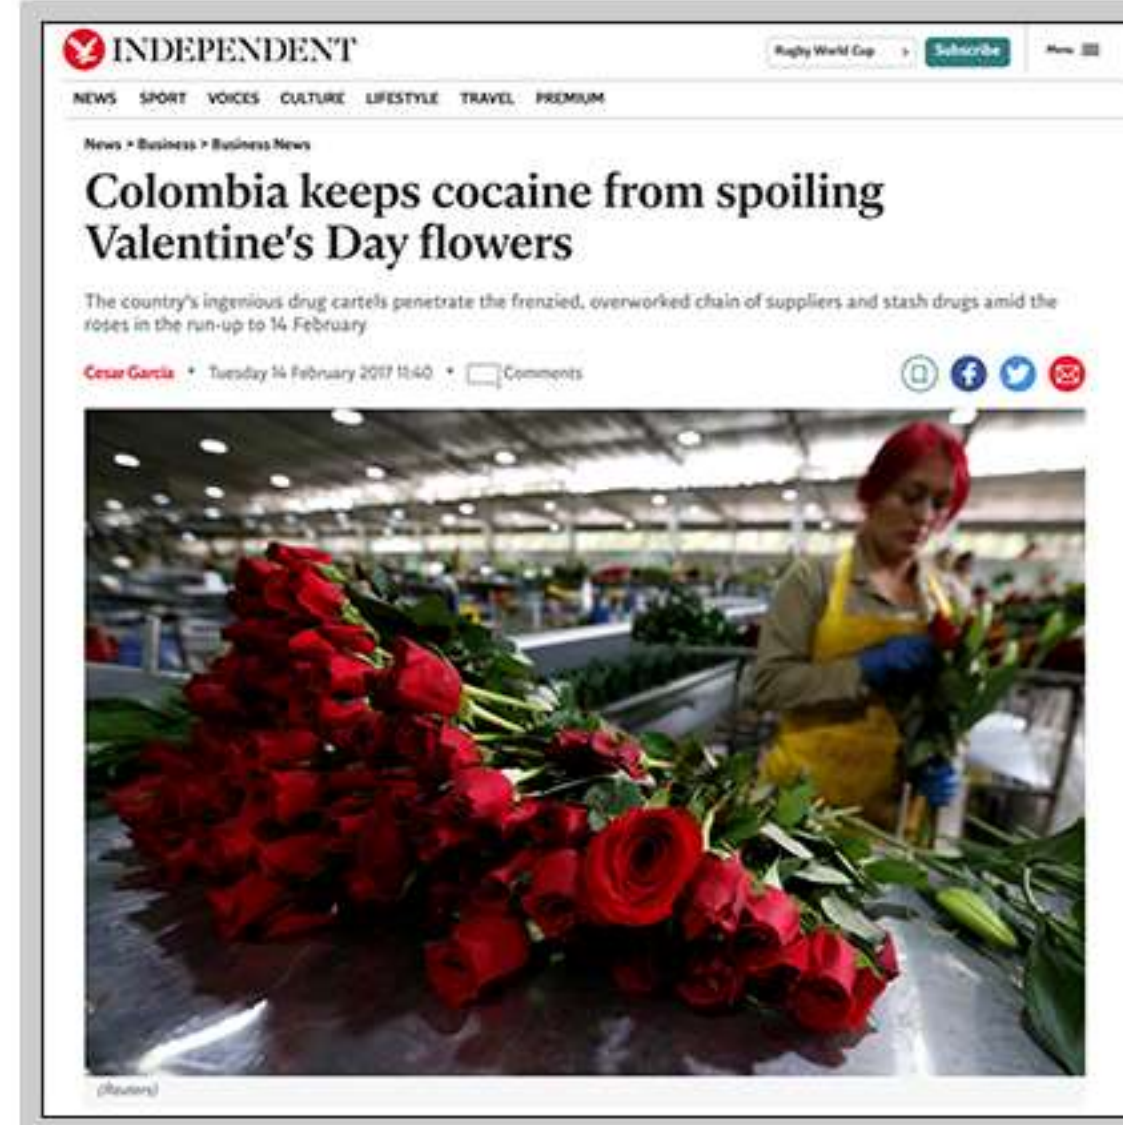 INDEPENDENT
Rugby World Cup
Subscribe
Menu
NEWS SPORT VOICES CULTURE LIFESTYLE TRAVEL PREMIUM
News > Business > Business News
Colombia keeps cocaine from spoiling
Valentine's Day flowers
The country's ingenious drug cartels penetrate the frenzied, overworked chain of suppliers and stash drugs amid the
roses in the run-up to 14 February
Cesar Garcia • Tuesday 14 February 2017 11:40 • Comments
(Reuters)